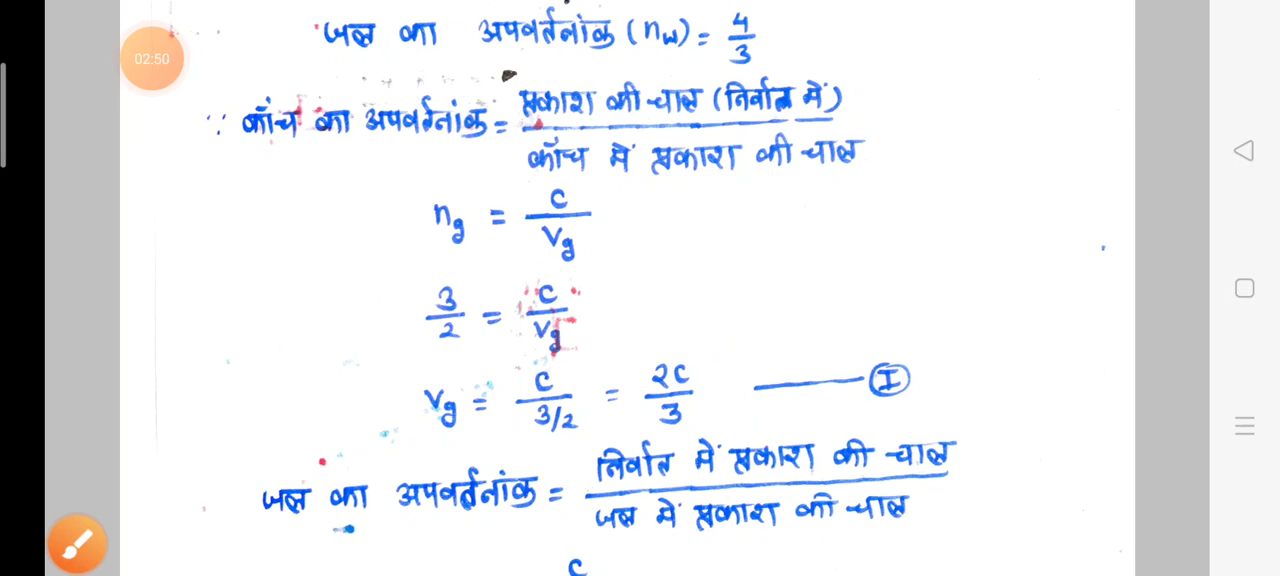 02:50
जल का अपवर्तनांक (nw) = 4/3
∵ काँच का अपवर्तनांक = प्रकाश की चाल (निर्वात में) / काँच में प्रकाश की चाल
ng = c / vg
3/2 = c / vg
vg = c / 3/2 = 2c / 3 —— I
जल का अपवर्तनांक = निर्वात में प्रकाश की चाल / जल में प्रकाश की चाल
c